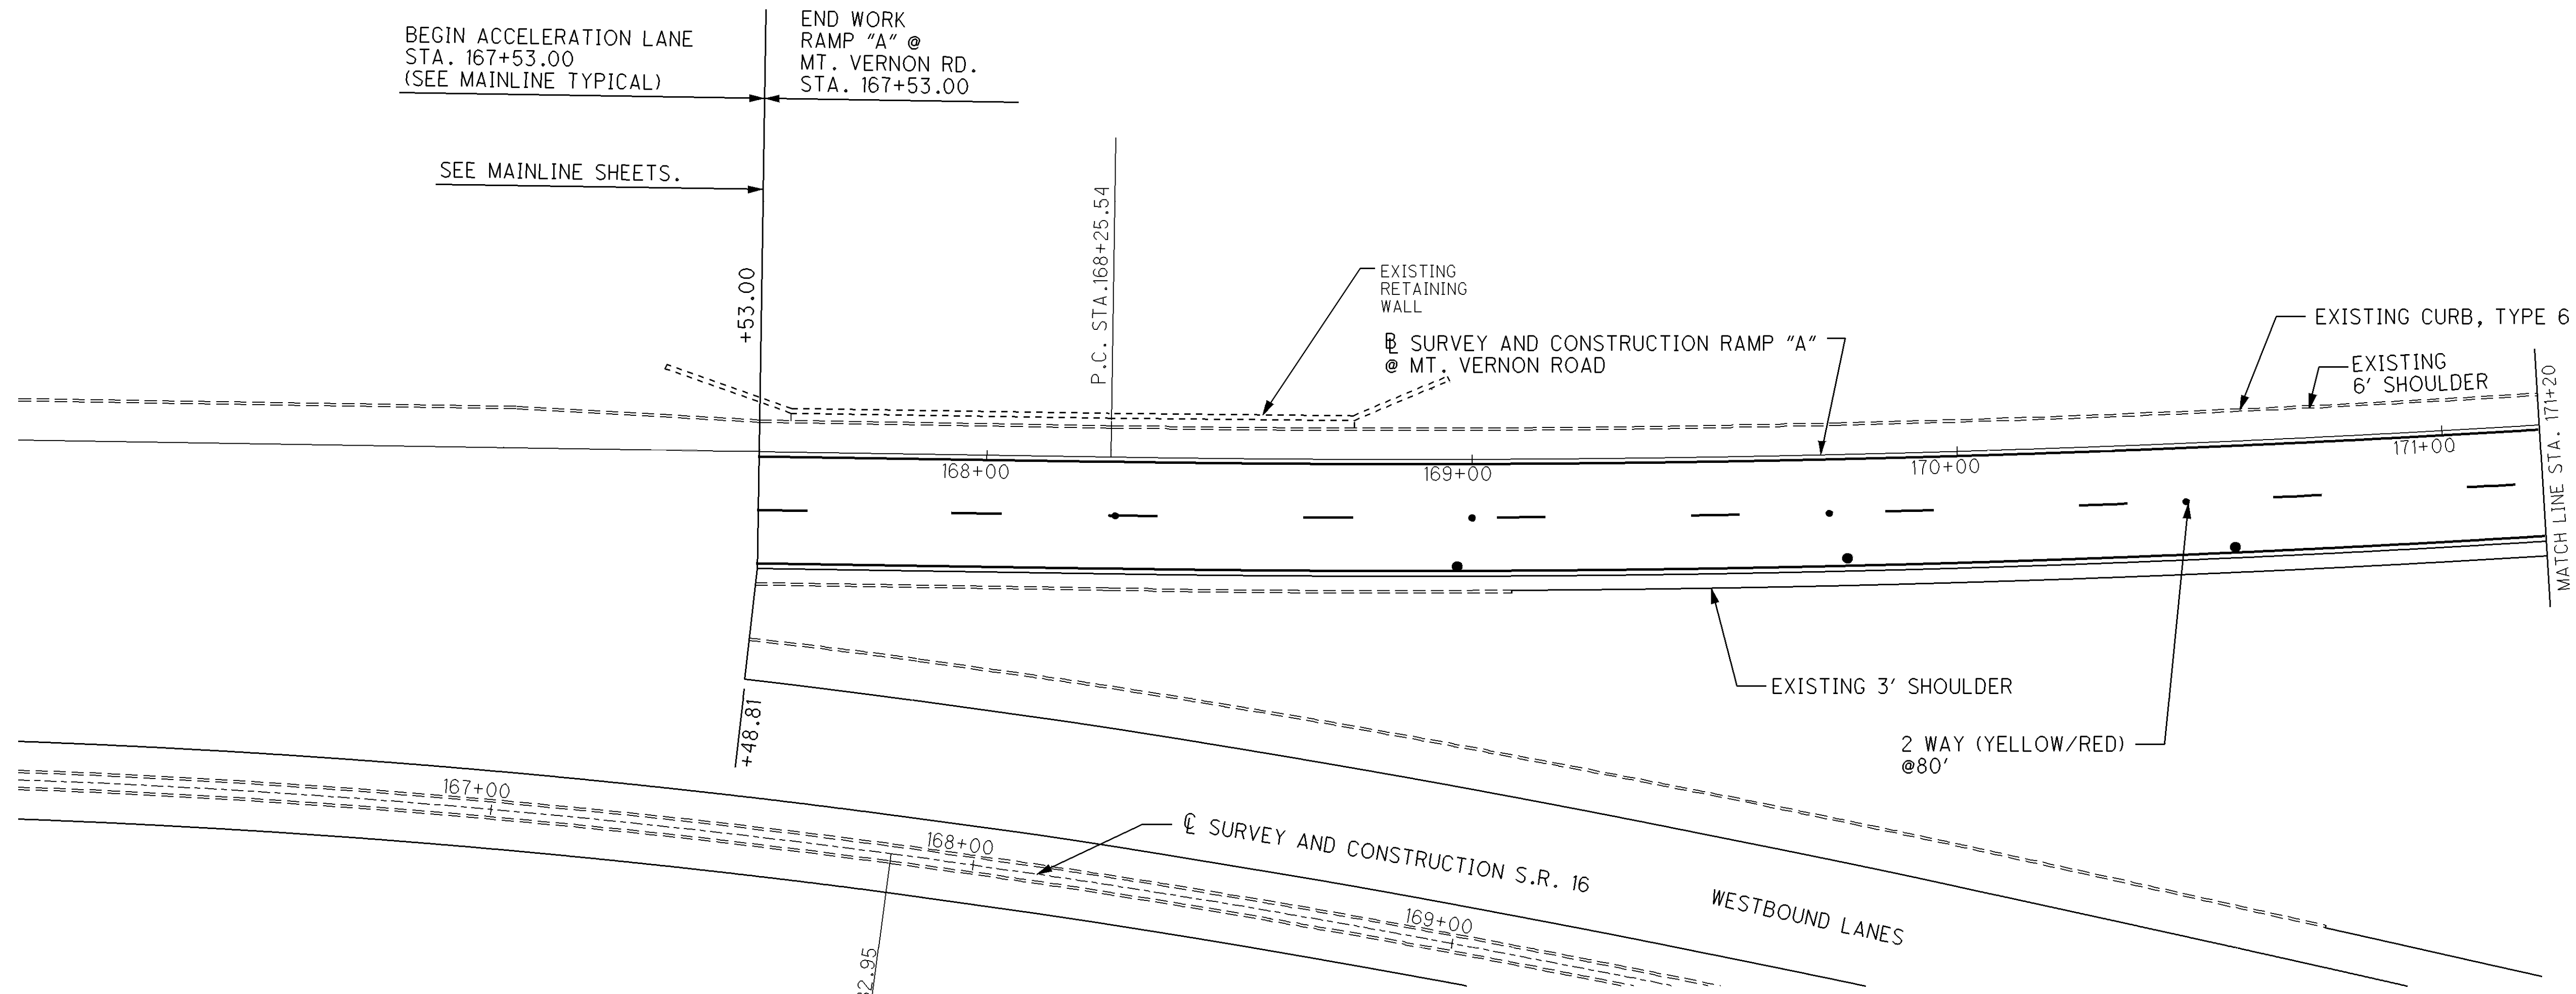 BEGIN ACCELERATION LANE
STA. 167+53.00
(SEE MAINLINE TYPICAL)
END WORK
RAMP "A" @
MT. VERNON RD.
STA. 167+53.00
SEE MAINLINE SHEETS.
+53.00
P.C. STA.168+25.54
EXISTING
RETAINING
WALL
℄ SURVEY AND CONSTRUCTION RAMP "A"
@ MT. VERNON ROAD
EXISTING CURB, TYPE 6
EXISTING
6' SHOULDER
MATCH LINE STA. 171+20
168+00
169+00
170+00
171+00
EXISTING 3' SHOULDER
2 WAY (YELLOW/RED)
@80'
+48.81
167+00
168+00
169+00
℄ SURVEY AND CONSTRUCTION S.R. 16
WESTBOUND LANES